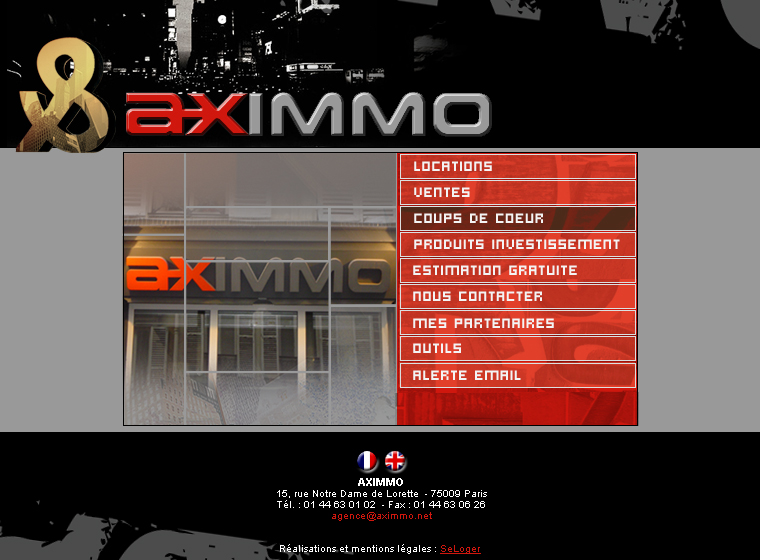 & aXIMMO
aXIMMO
LOCATIONS
VENTES
COUPS DE COEUR
PRODUITS INVESTISSEMENT
ESTIMATION GRATUITE
NOUS CONTACTER
MES PARTENAIRES
OUTILS
ALERTE EMAIL
AXIMMO
15, rue Notre Dame de Lorette - 75009 Paris
Tél. : 01 44 63 01 02 - Fax : 01 44 63 06 26
agence@aximmo.net
Réalisations et mentions légales : SeLoger